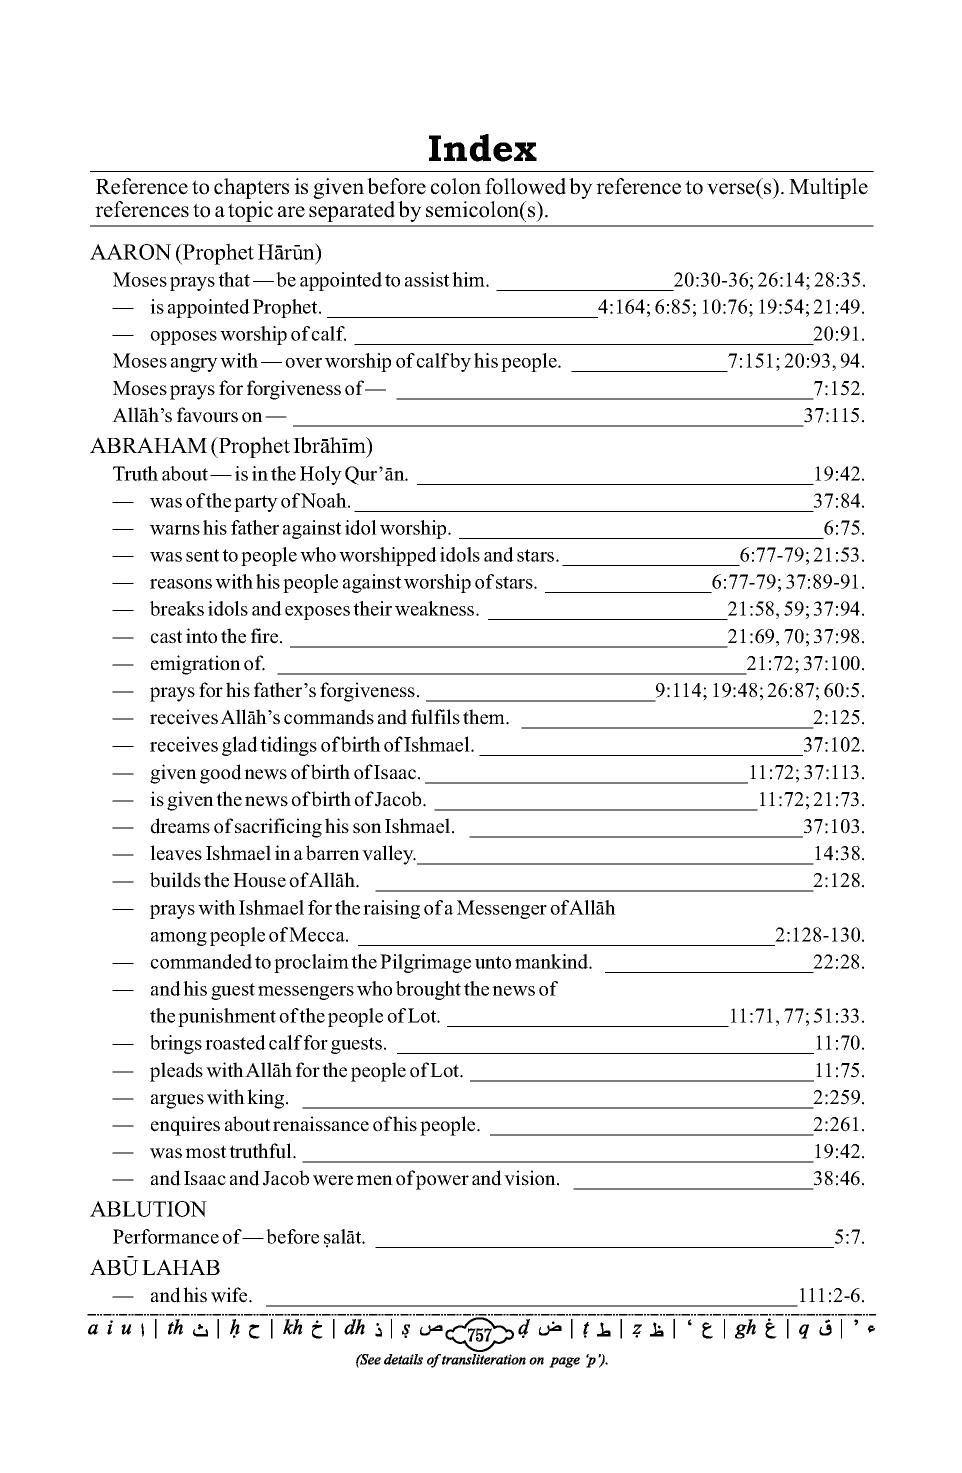 Index
Reference to chapters is given before colon followed by reference to verse(s). Multiple
references to a topic are separated by semicolon(s).
AARON (Prophet Hārūn)
Moses prays that — be appointed to assist him. 20:30-36; 26:14; 28:35.
— is appointed Prophet. 4:164; 6:85; 10:76; 19:54; 21:49.
— opposes worship of calf. 20:91.
Moses angry with — over worship of calf by his people. 7:151; 20:93, 94.
Moses prays for forgiveness of — 7:152.
Allāh’s favours on — 37:115.
ABRAHAM (Prophet Ibrāhīm)
Truth about — is in the Holy Qur’ān. 19:42.
— was of the party of Noah. 37:84.
— warns his father against idol worship. 6:75.
— was sent to people who worshipped idols and stars. 6:77-79; 21:53.
— reasons with his people against worship of stars. 6:77-79; 37:89-91.
— breaks idols and exposes their weakness. 21:58, 59; 37:94.
— cast into the fire. 21:69, 70; 37:98.
— emigration of. 21:72; 37:100.
— prays for his father’s forgiveness. 9:114; 19:48; 26:87; 60:5.
— receives Allāh’s commands and fulfils them. 2:125.
— receives glad tidings of birth of Ishmael. 37:102.
— given good news of birth of Isaac. 11:72; 37:113.
— is given the news of birth of Jacob. 11:72; 21:73.
— dreams of sacrificing his son Ishmael. 37:103.
— leaves Ishmael in a barren valley. 14:38.
— builds the House of Allāh. 2:128.
— prays with Ishmael for the raising of a Messenger of Allāh
among people of Mecca. 2:128-130.
— commanded to proclaim the Pilgrimage unto mankind. 22:28.
— and his guest messengers who brought the news of
the punishment of the people of Lot. 11:71, 77; 51:33.
— brings roasted calf for guests. 11:70.
— pleads with Allāh for the people of Lot. 11:75.
— argues with king. 2:259.
— enquires about renaissance of his people. 2:261.
— was most truthful. 19:42.
— and Isaac and Jacob were men of power and vision. 38:46.
ABLUTION
Performance of — before ṣalāt. 5:7.
ABŪ LAHAB
— and his wife. 111:2-6.
a i u ا | th ث | ḥ ح | kh خ | dh ذ | ṣ ص 757 ḍ ض | ṭ ط | ẓ ظ | ‘ ع | gh غ | q ق | ’ ء
(See details of transliteration on page ‘p’).